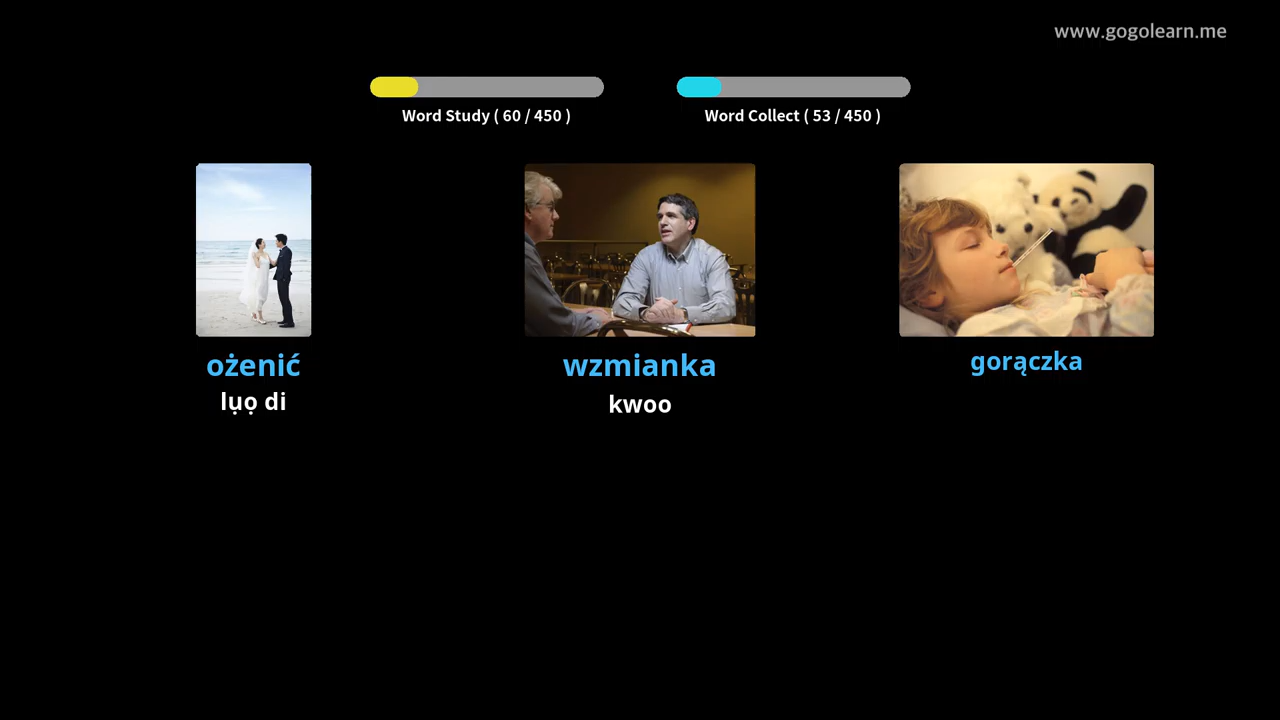 www.gogolearn.me
Word Study ( 60 / 450 )
Word Collect ( 53 / 450 )
ożenić
lụọ di
wzmianka
kwoo
gorączka